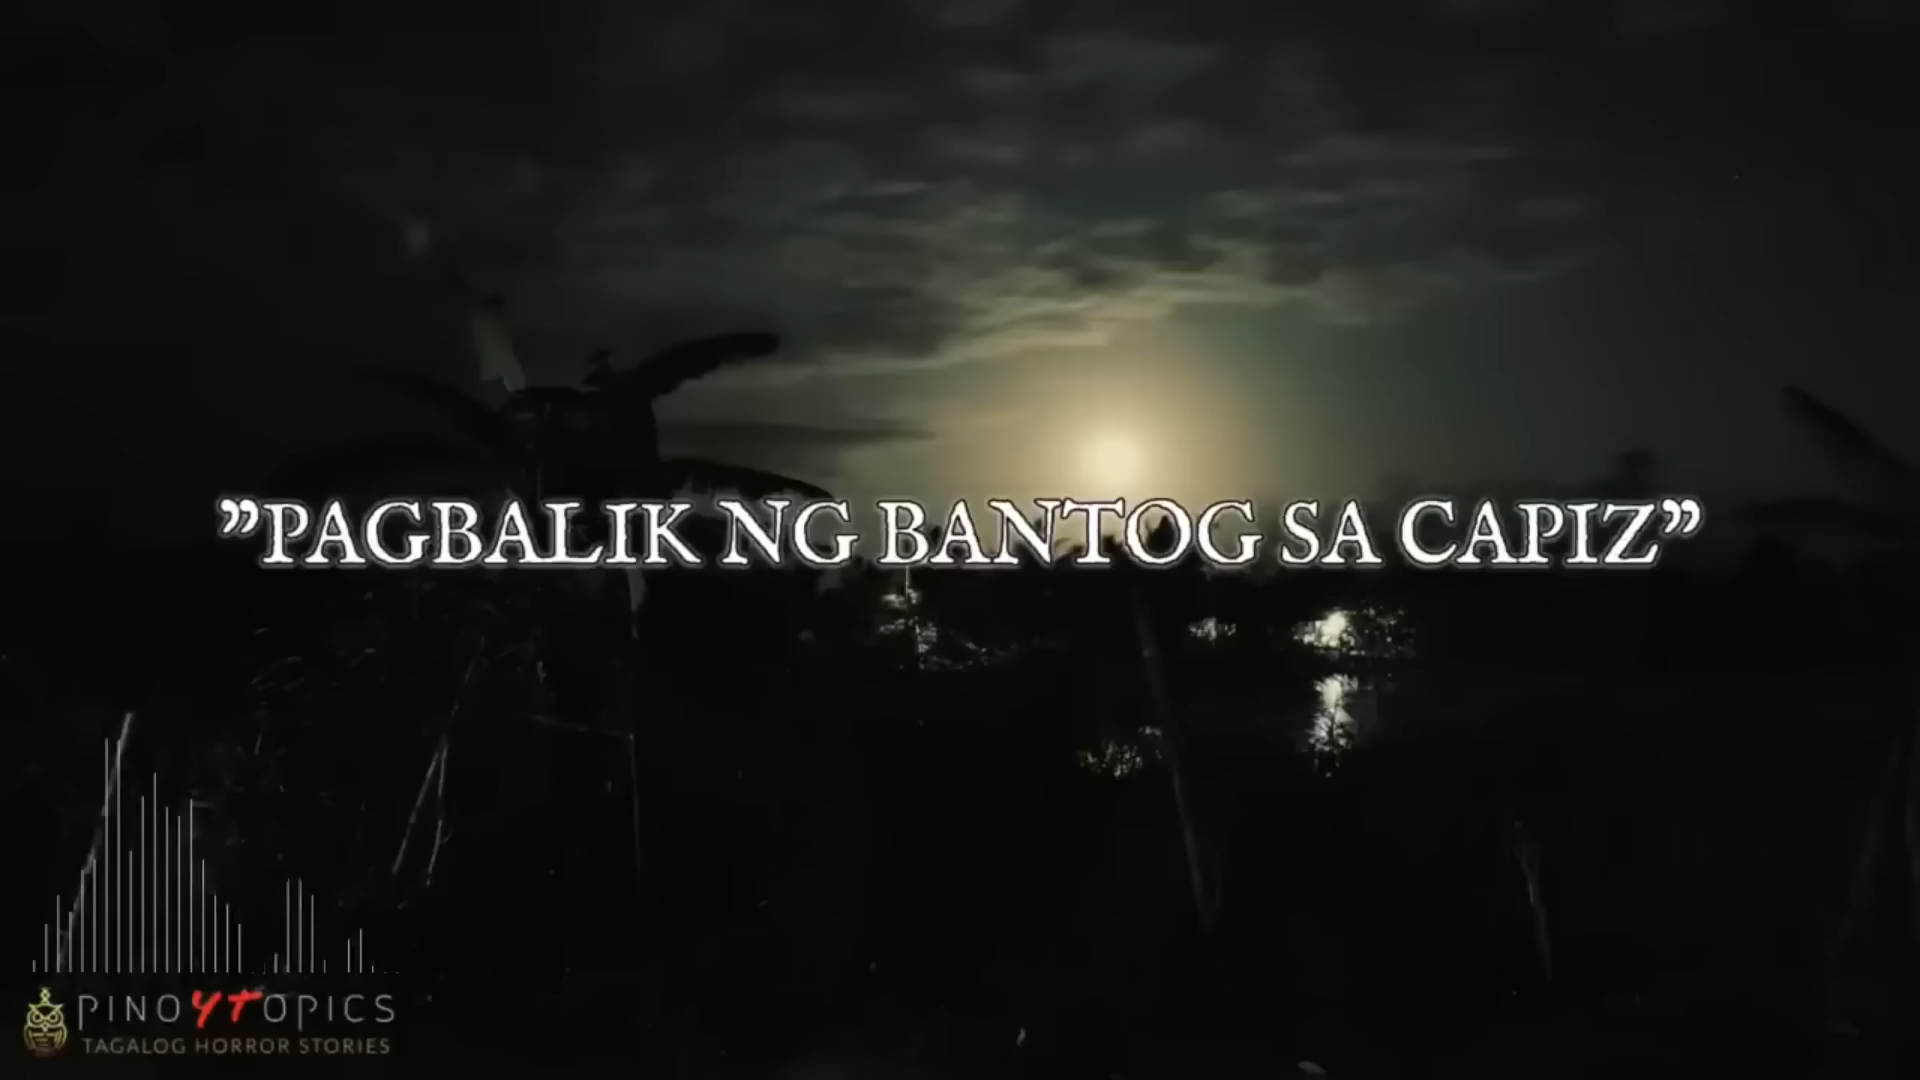 ”PAGBALIK NG BANTOG SA CAPIZ”
PINOYTOPICS
TAGALOG HORROR STORIES